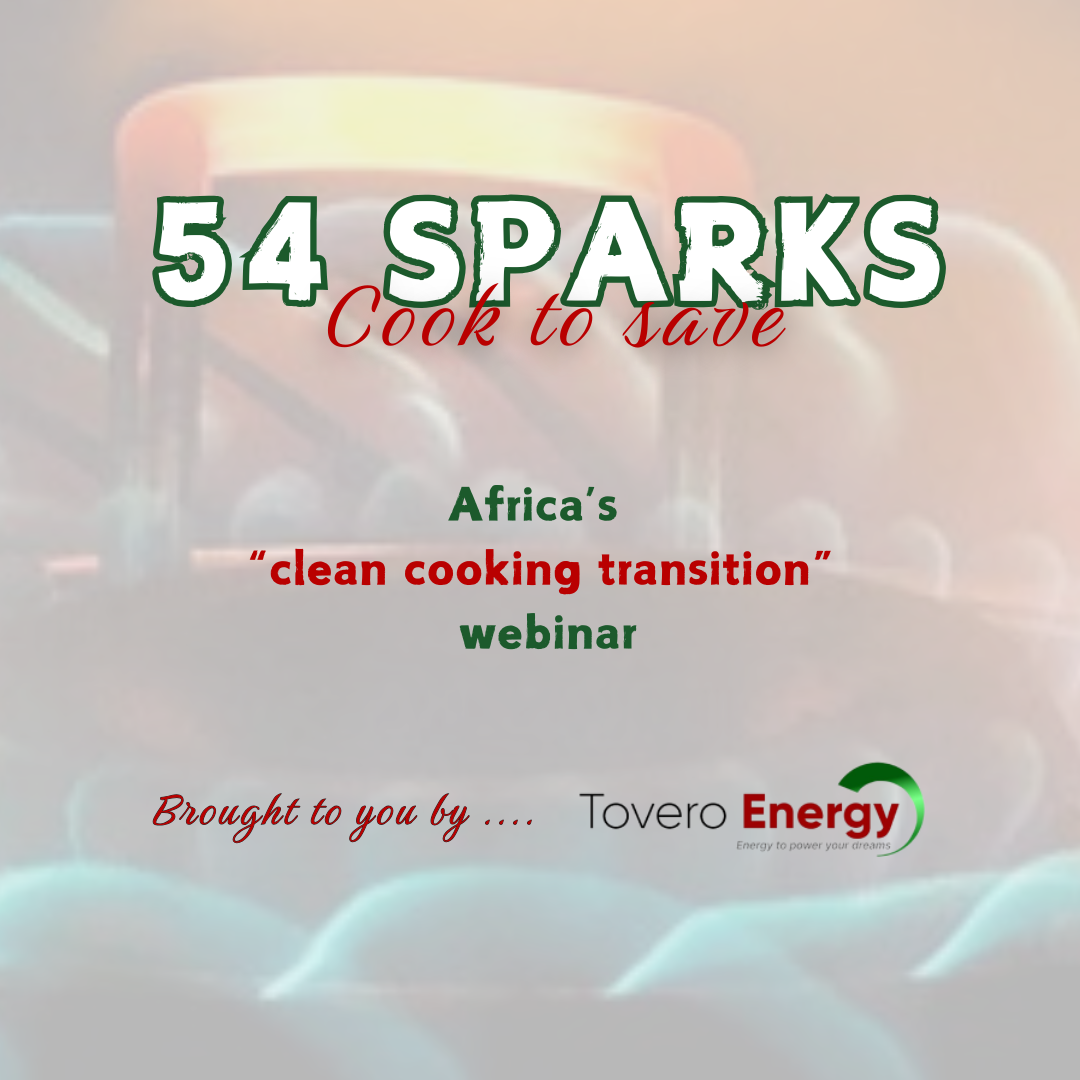 54 SPARKS
Cook to save
Africa's
“clean cooking transition”
webinar
Brought to you by ....
Tovero Energy
Energy to power your dreams